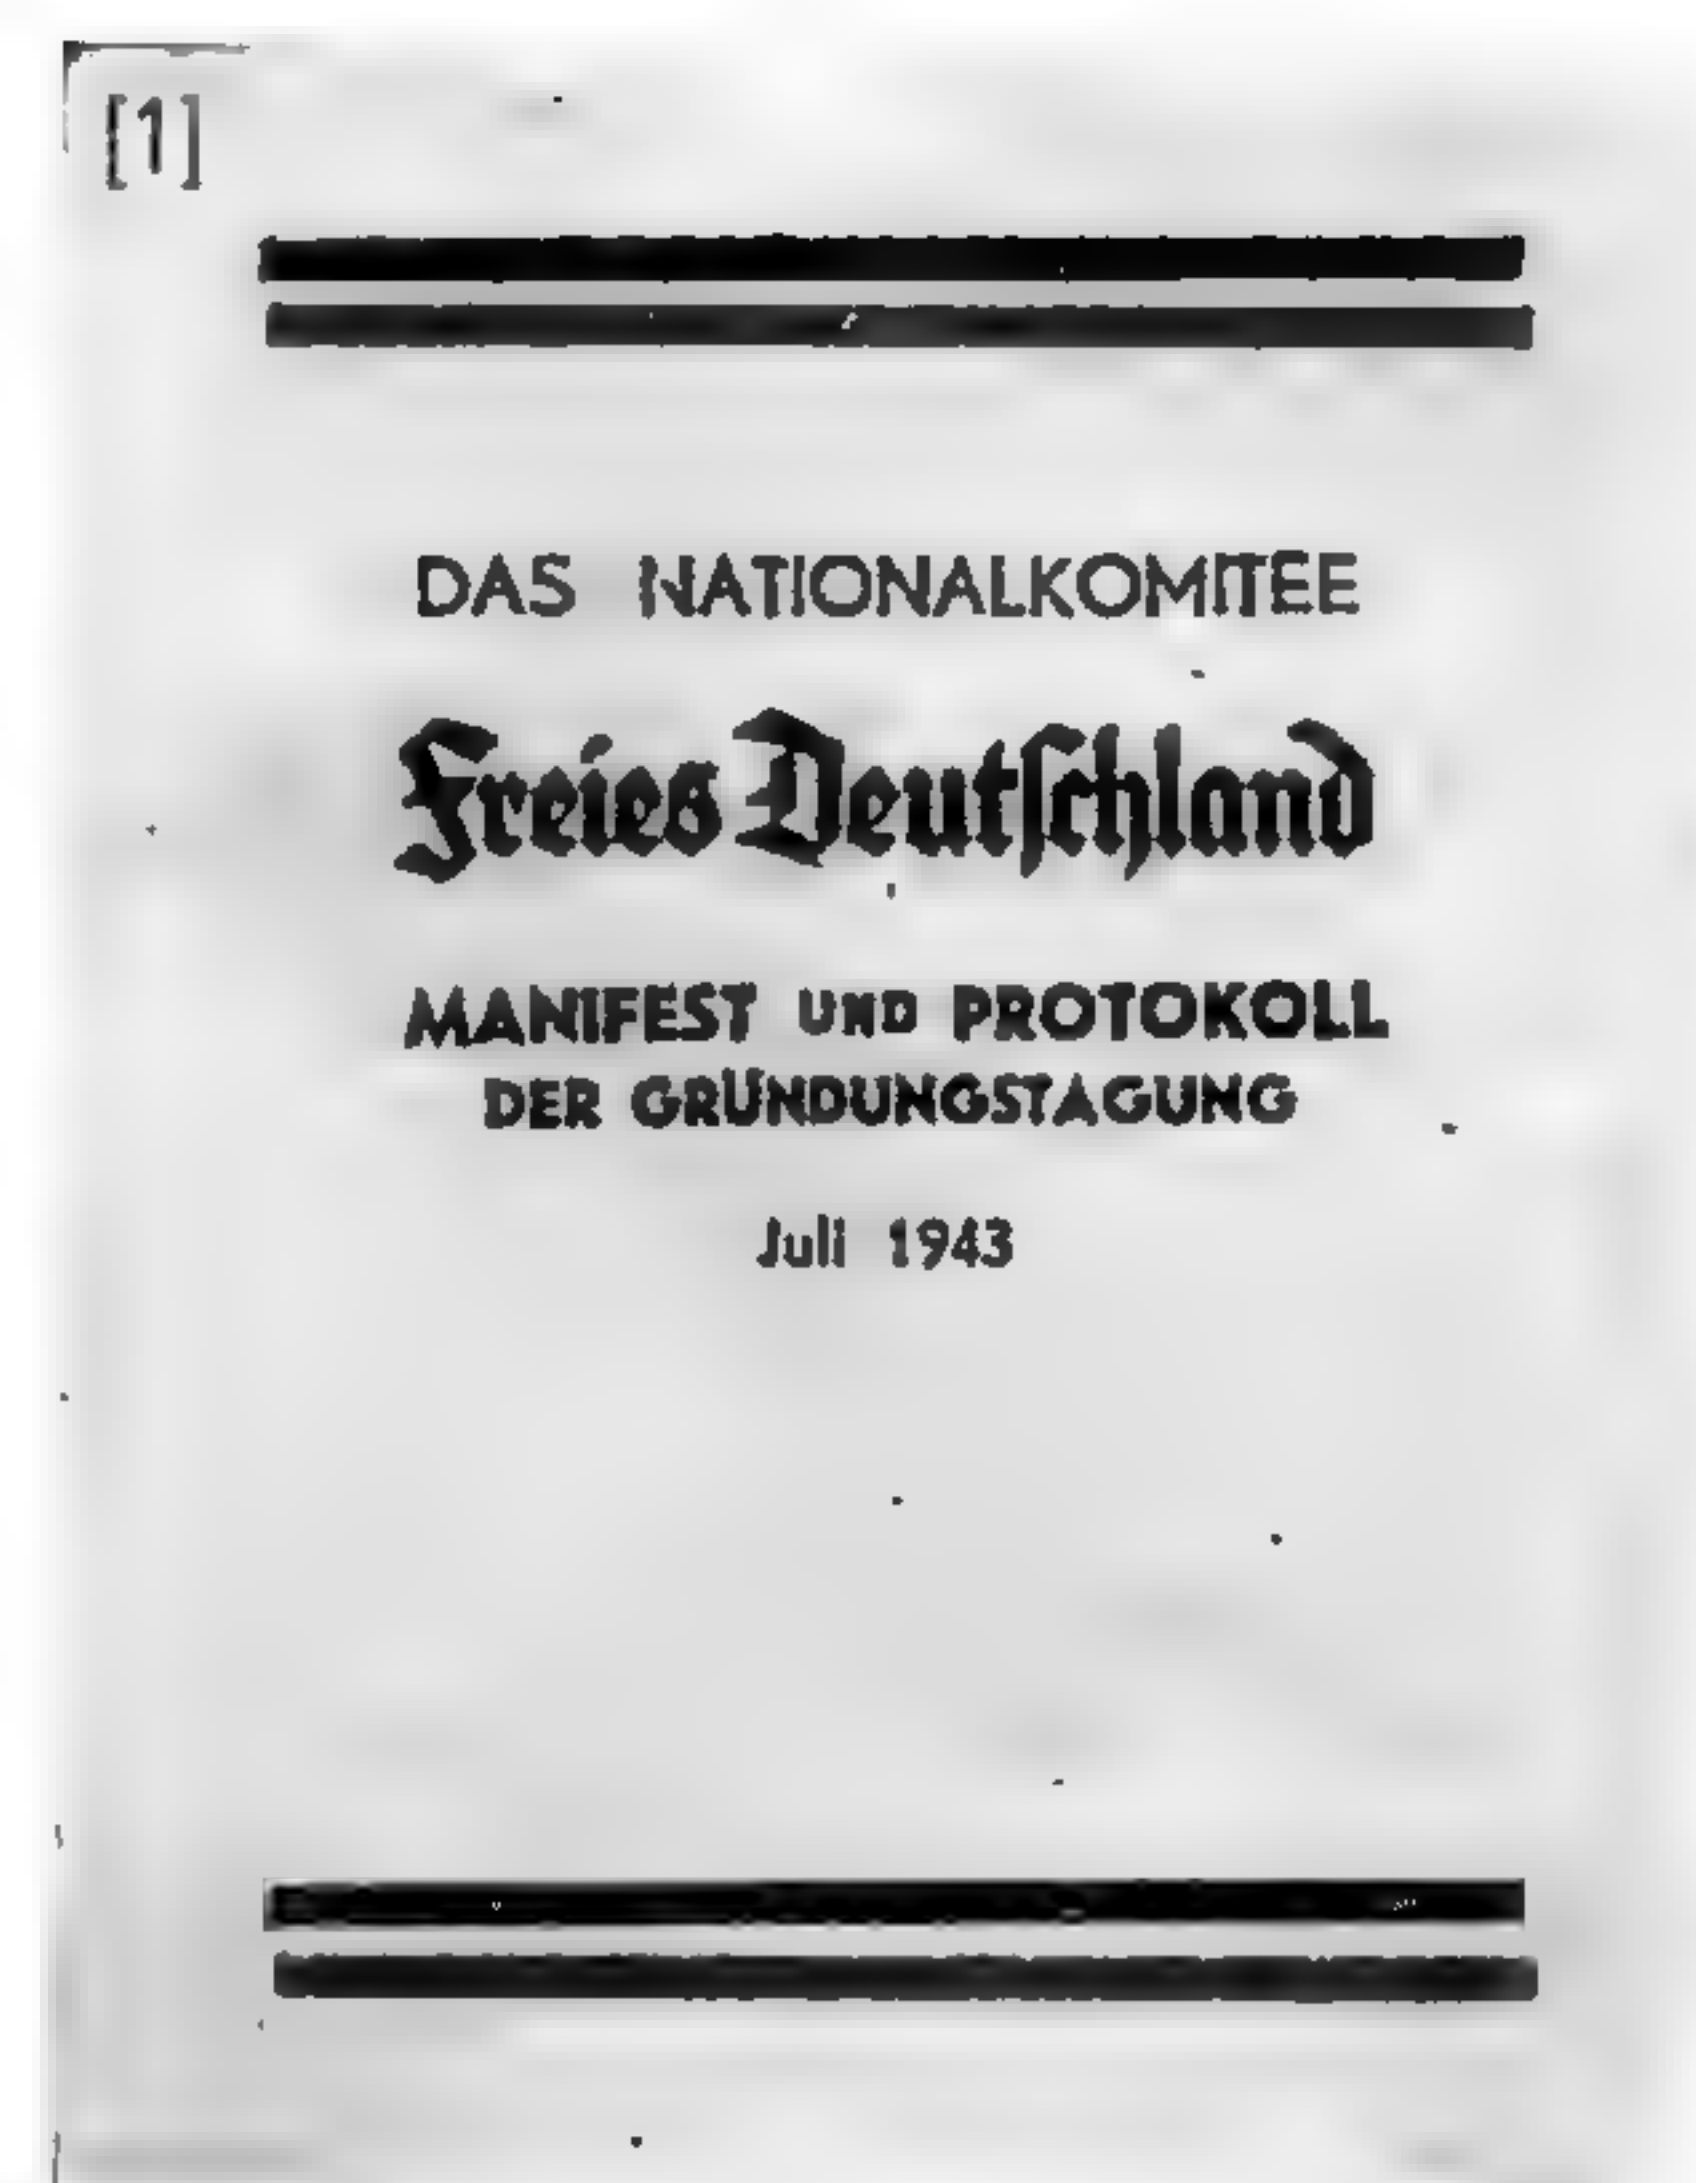 [1]
DAS NATIONALKOMITEE
Freies Deutſchland
MANIFEST UND PROTOKOLL
DER GRÜNDUNGSTAGUNG
Juli 1943